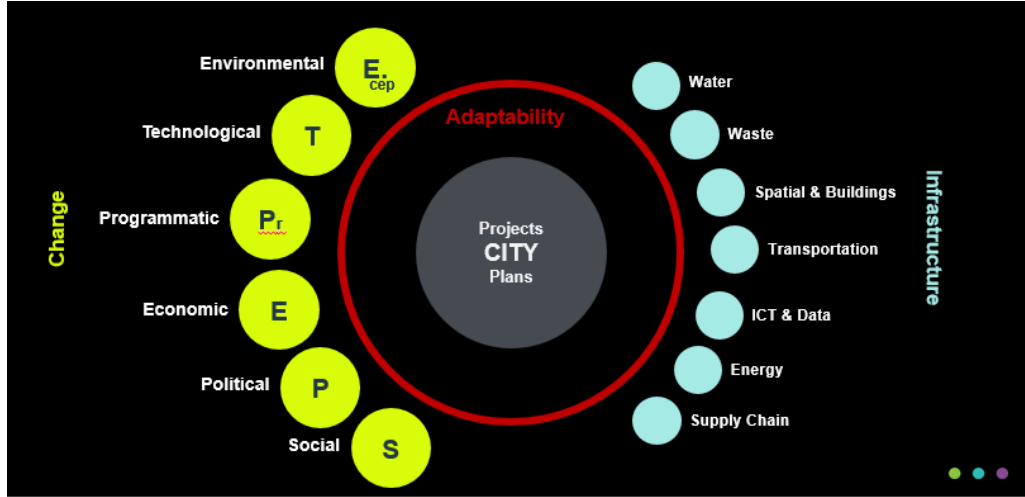 Change
Environmental
E.
cep
Technological
T
Programmatic
Pr
Economic
E
Political
P
Social
S
Adaptability
Projects
CITY
Plans
Water
Waste
Spatial & Buildings
Transportation
ICT & Data
Energy
Supply Chain
Infrastructure